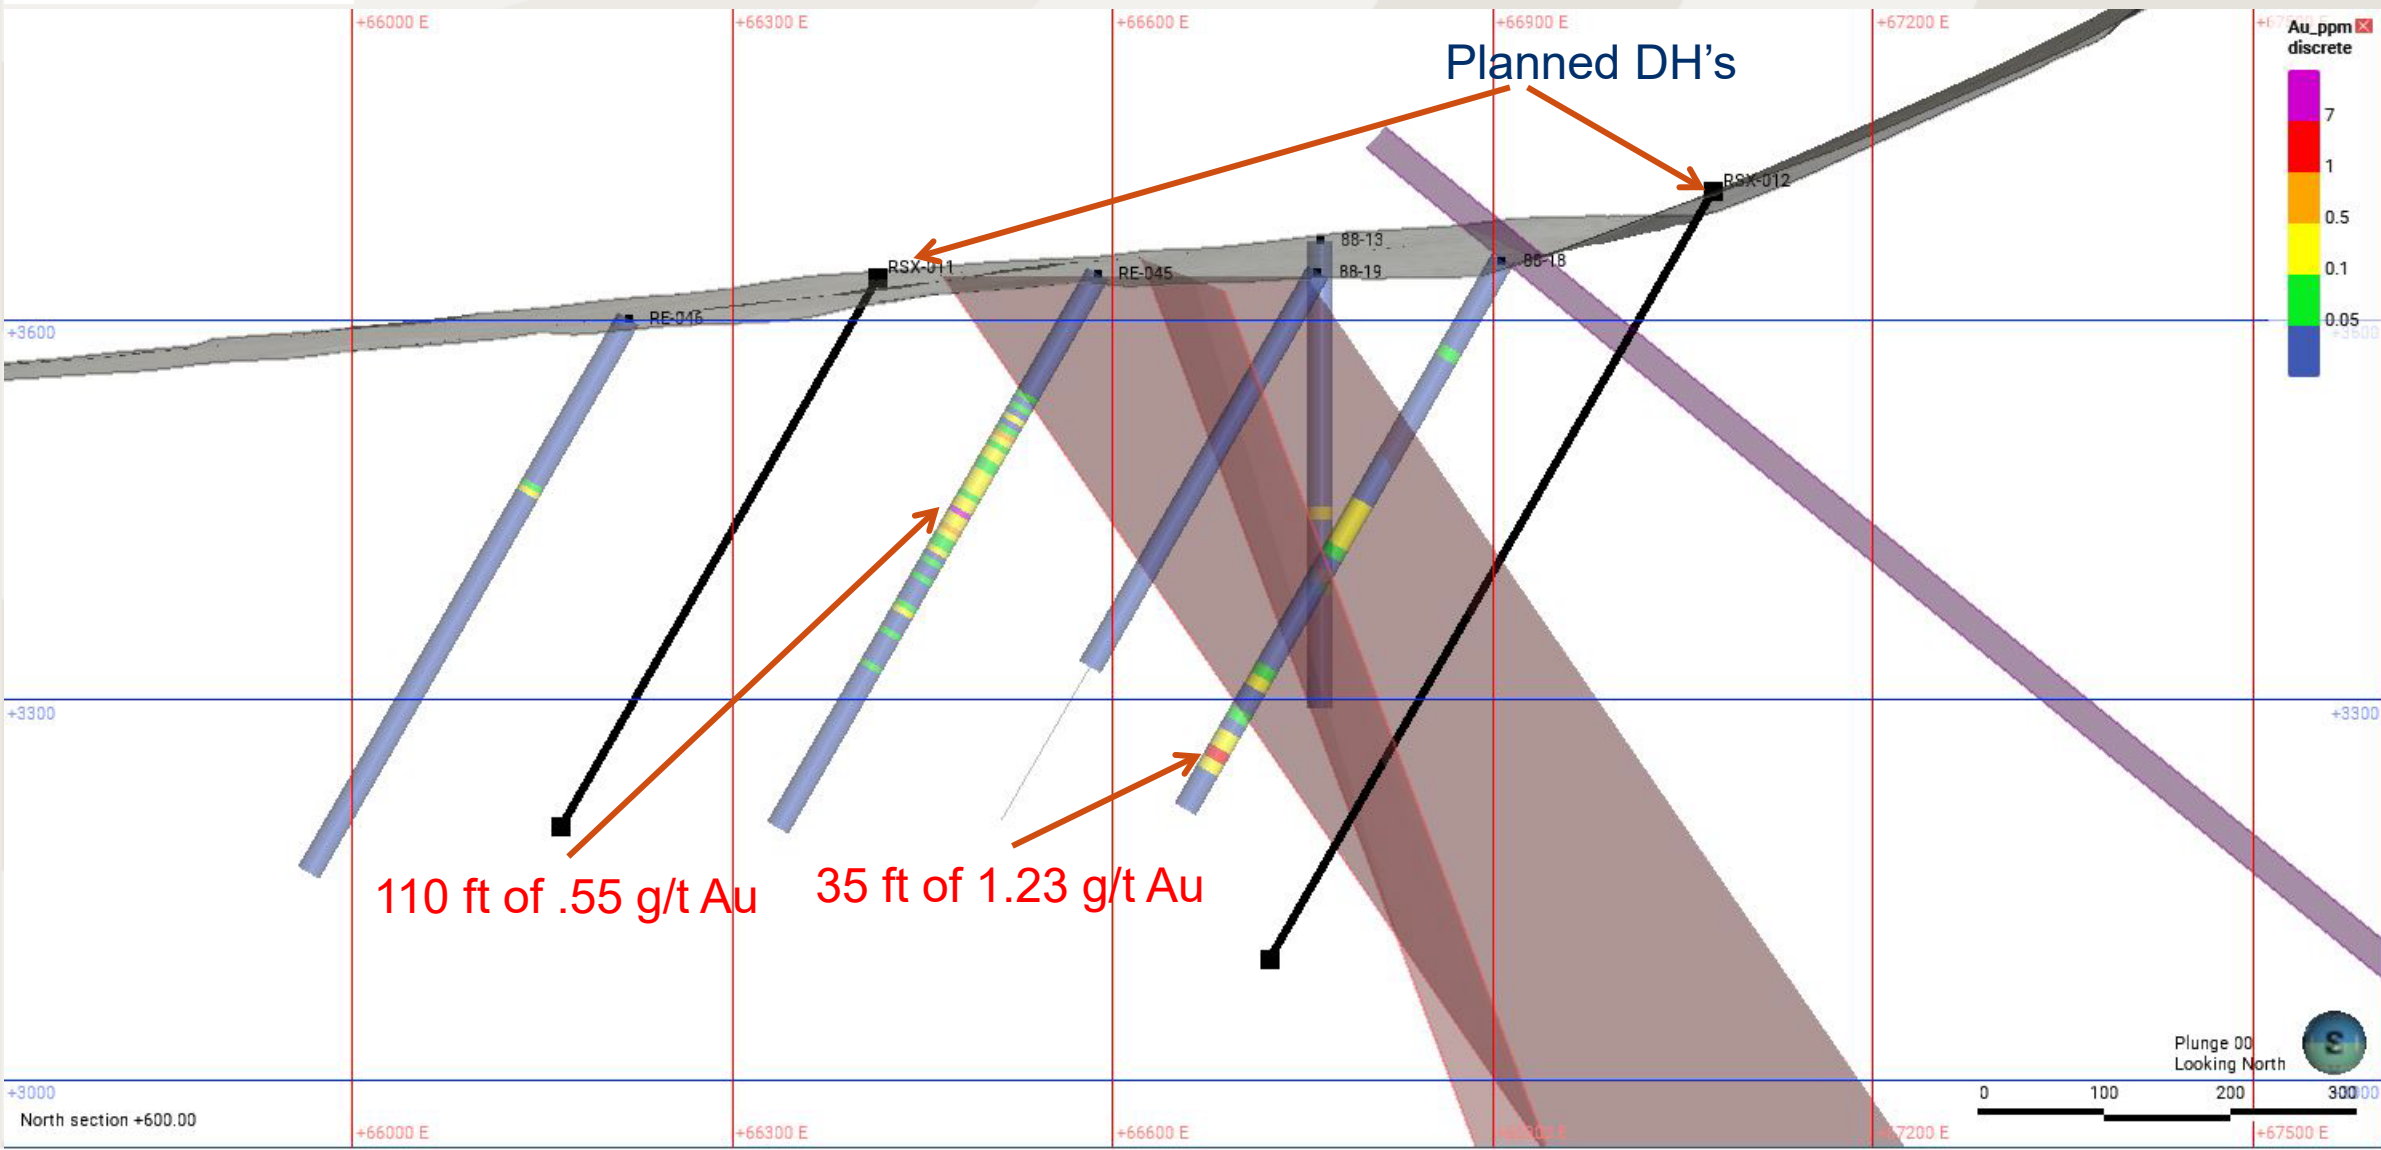 +66000 E
+66300 E
+66600 E
+66900 E
+67200 E
Au_ppm
discrete
7
1
0.5
0.1
0.05
Planned DH's
RSX-012
88-13
RSX-011
RE-045
88-19
88-18
RE-046
+3600
+3600
+3300
+3300
110 ft of .55 g/t Au
35 ft of 1.23 g/t Au
S
Plunge 00
Looking North
+3000
0
100
200
300
North section +600.00
+66000 E
+66300 E
+66600 E
+66900 E
+67200 E
+67500 E